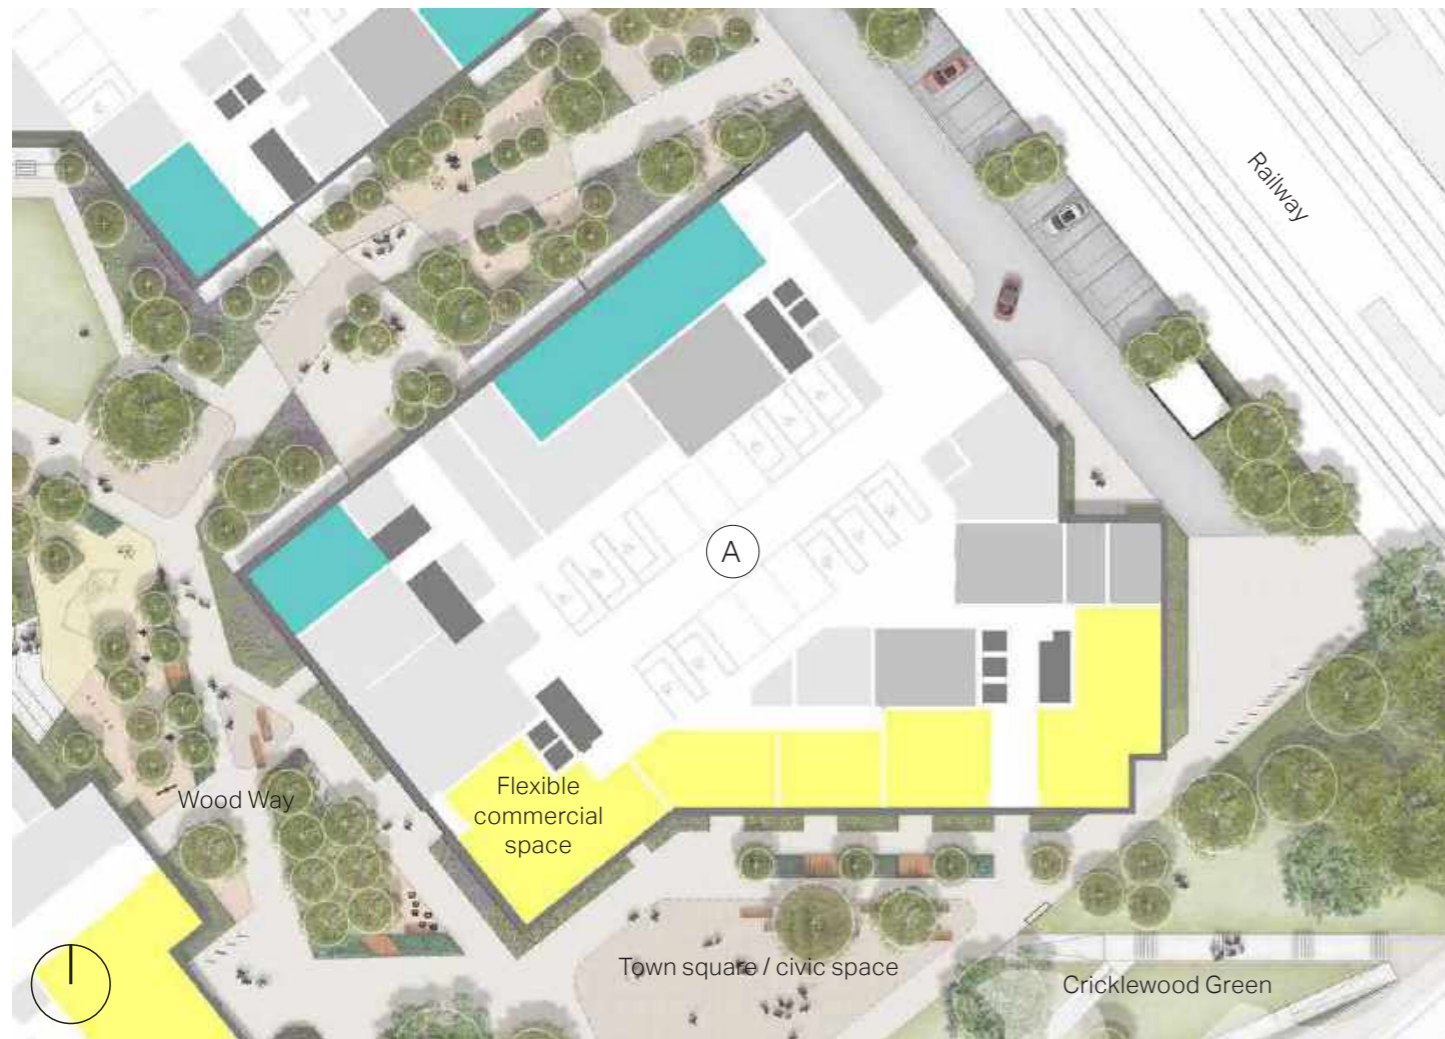 Railway
A
Flexible
commercial
space
Wood Way
Town square / civic space
Cricklewood Green